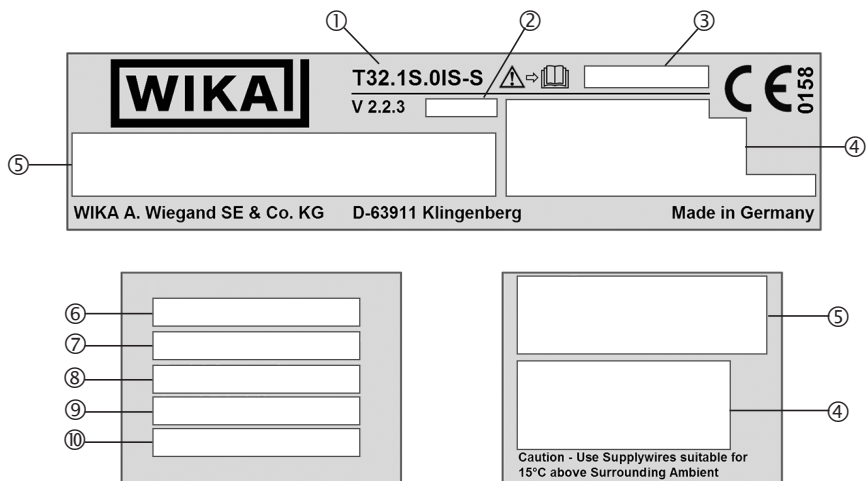 ① ② ③
WIKA T32.1S.0IS-S 0158
V 2.2.3
④
⑤
WIKA A. Wiegand SE & Co. KG D-63911 Klingenberg Made in Germany
⑥
⑦
⑧
⑨
⑩
⑤
④
Caution - Use Supplywires suitable for
15°C above Surrounding Ambient